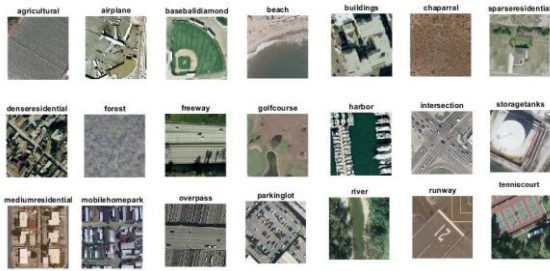 agricultural
airplane
baseballdiamond
beach
buildings
chaparral
sparseresidential
denseresidential
forest
freeway
golfcourse
harbor
intersection
storagetanks
mediumresidential
mobilehomepark
overpass
parkinglot
river
runway
12
tenniscourt